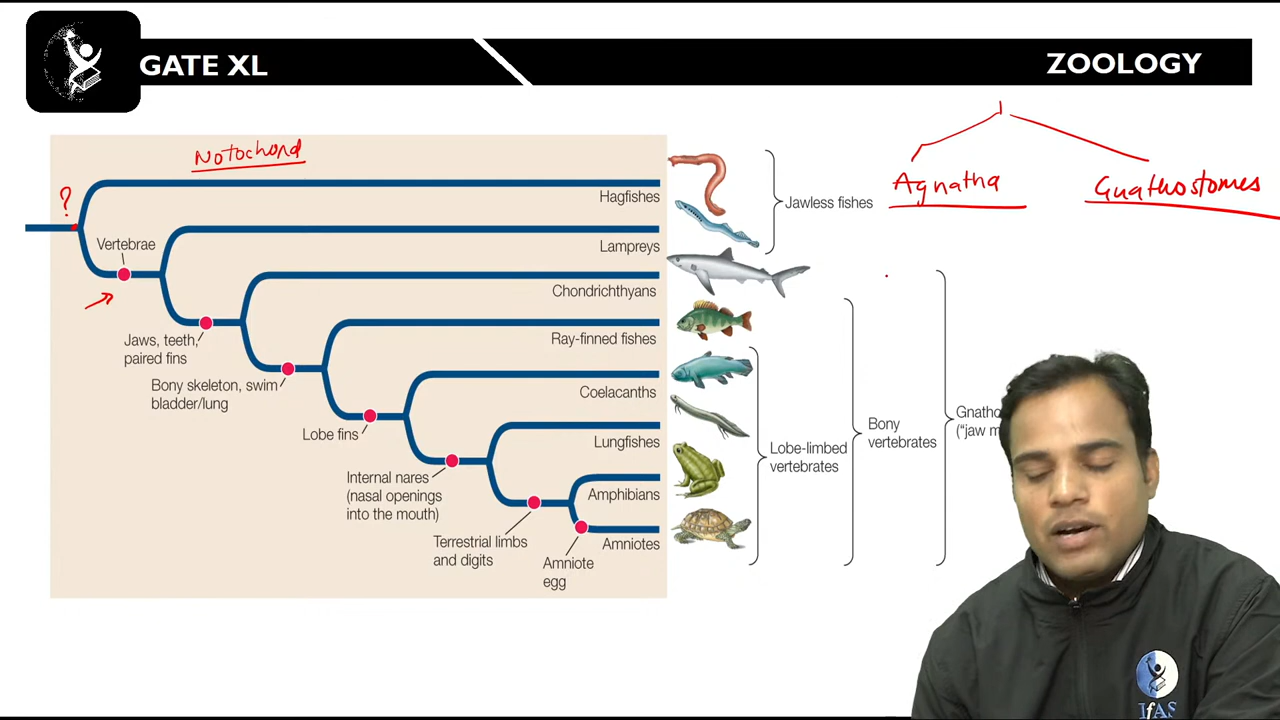 GATE XL
ZOOLOGY
Notochord
Agnatha
Gnathostomes
?
Hagfishes
Jawless fishes
Vertebrae
Lampreys
Chondrichthyans
Jaws, teeth,
paired fins
Ray-finned fishes
Bony skeleton, swim
bladder/lung
Coelacanths
Lobe fins
Lungfishes
Gnatho
("jaw m
Bony
vertebrates
Lobe-limbed
vertebrates
Internal nares
(nasal openings
into the mouth)
Amphibians
Terrestrial limbs
and digits
Amniotes
Amniote
egg
IFAS